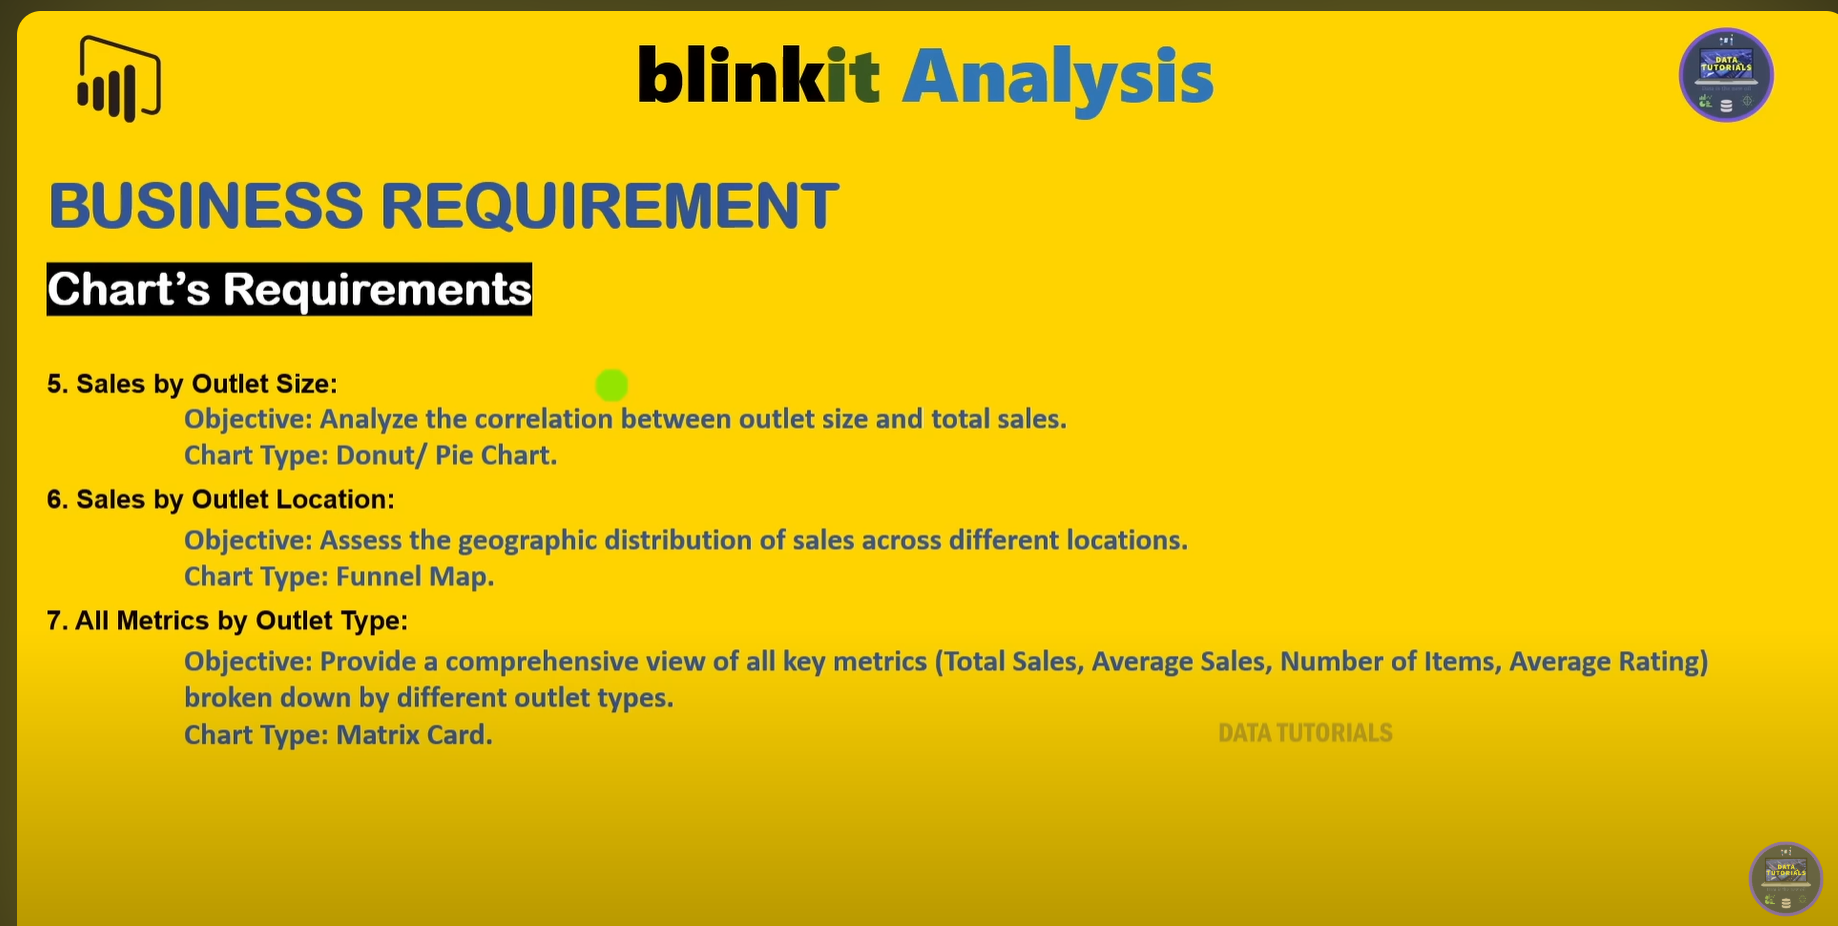 blinkit Analysis
DATA
TUTORIALS
BUSINESS REQUIREMENT
Chart’s Requirements
5. Sales by Outlet Size:
Objective: Analyze the correlation between outlet size and total sales.
Chart Type: Donut/ Pie Chart.
6. Sales by Outlet Location:
Objective: Assess the geographic distribution of sales across different locations.
Chart Type: Funnel Map.
7. All Metrics by Outlet Type:
Objective: Provide a comprehensive view of all key metrics (Total Sales, Average Sales, Number of Items, Average Rating)
broken down by different outlet types.
Chart Type: Matrix Card.
DATA TUTORIALS
DATA
TUTORIALS